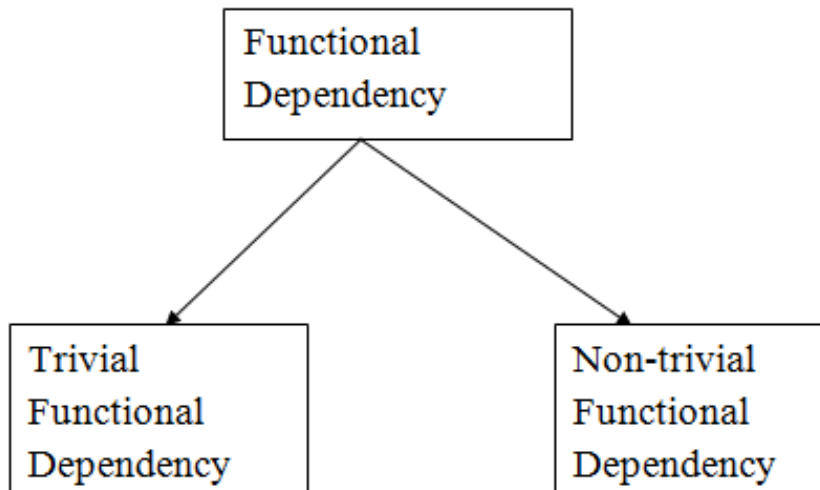 Functional
Dependency
Trivial
Functional
Dependency
Non-trivial
Functional
Dependency